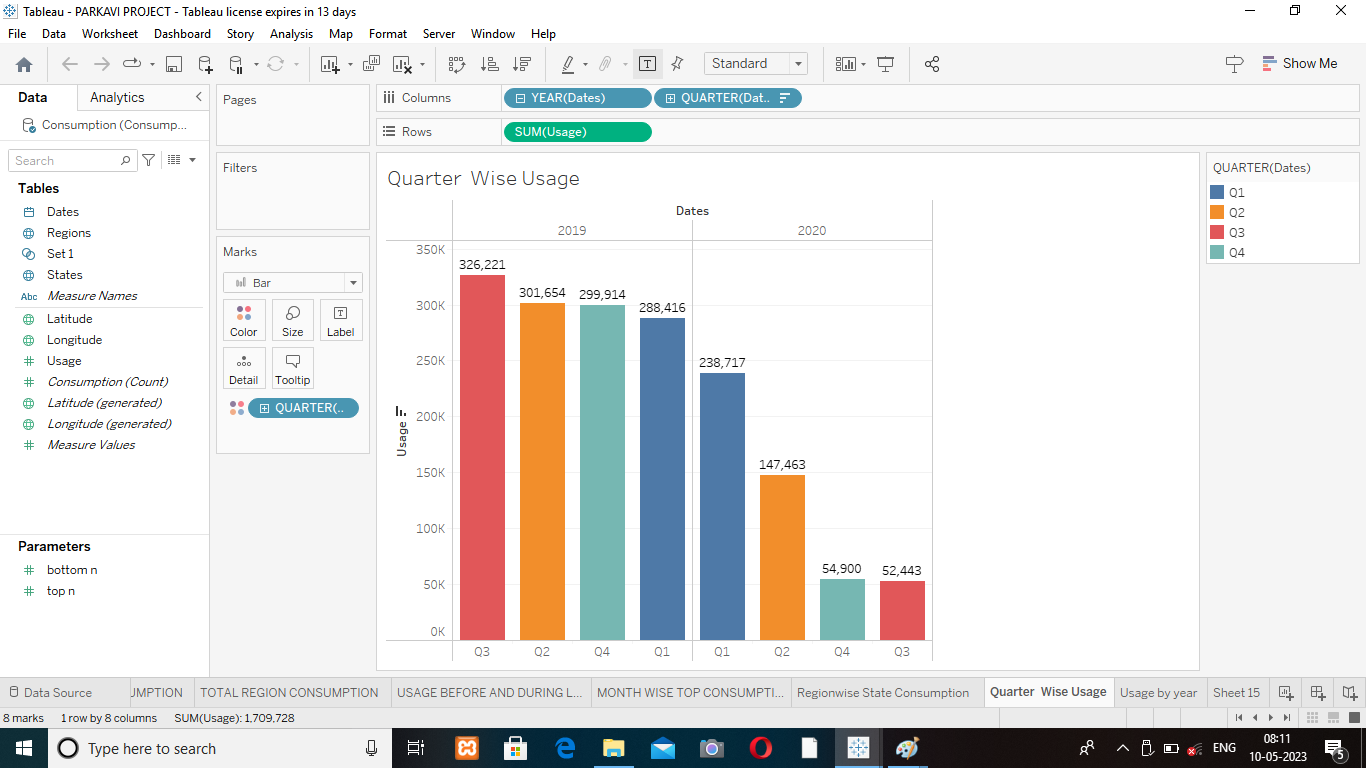 Tableau - PARKAVI PROJECT - Tableau license expires in 13 days
File Data Worksheet Dashboard Story Analysis Map Format Server Window Help
Standard
Show Me
Data Analytics
Consumption (Consump...
Search
Tables
Dates
Regions
Set 1
States
Abc Measure Names
Latitude
Longitude
Usage
Consumption (Count)
Latitude (generated)
Longitude (generated)
Measure Values
Parameters
bottom n
top n
Pages
Filters
Marks
Bar
Color Size Label
Detail Tooltip
QUARTER(..
Columns YEAR(Dates) QUARTER(Dat..
Rows SUM(Usage)
Quarter Wise Usage
Dates
2019 2020
350K
300K
250K
200K
150K
100K
50K
0K
Usage
326,221
301,654
299,914
288,416
238,717
147,463
54,900
52,443
Q3 Q2 Q4 Q1 Q1 Q2 Q4 Q3
QUARTER(Dates)
Q1
Q2
Q3
Q4
Data Source JMPTION TOTAL REGION CONSUMPTION USAGE BEFORE AND DURING L... MONTH WISE TOP CONSUMPTI... Regionwise State Consumption Quarter Wise Usage Usage by year Sheet 15
8 marks 1 row by 8 columns SUM(Usage): 1,709,728
Type here to search
ENG
08:11
10-05-2023
5